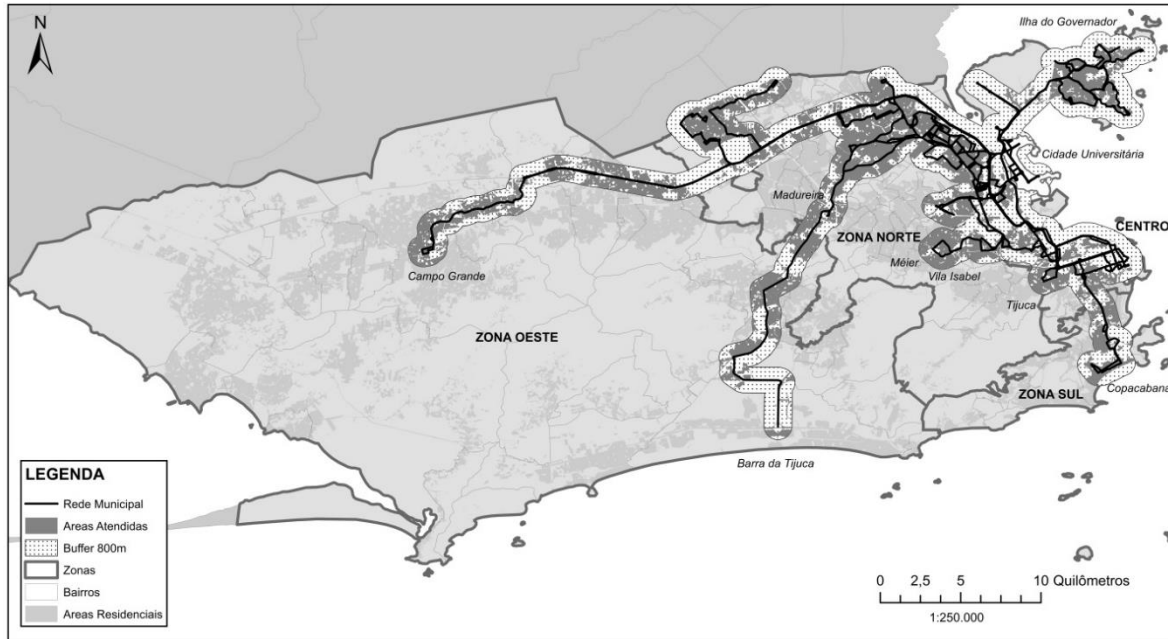 N
Ilha do Governador
Cidade Universitária
Madureira
CENTRO
ZONA NORTE
Campo Grande
Méier
Vila Isabel
Tijuca
ZONA OESTE
Copacabana
ZONA SUL
Barra da Tijuca
LEGENDA
Rede Municipal
Areas Atendidas
Buffer 800m
Zonas
Bairros
Areas Residenciais
0 2,5 5 10 Quilômetros
1:250.000